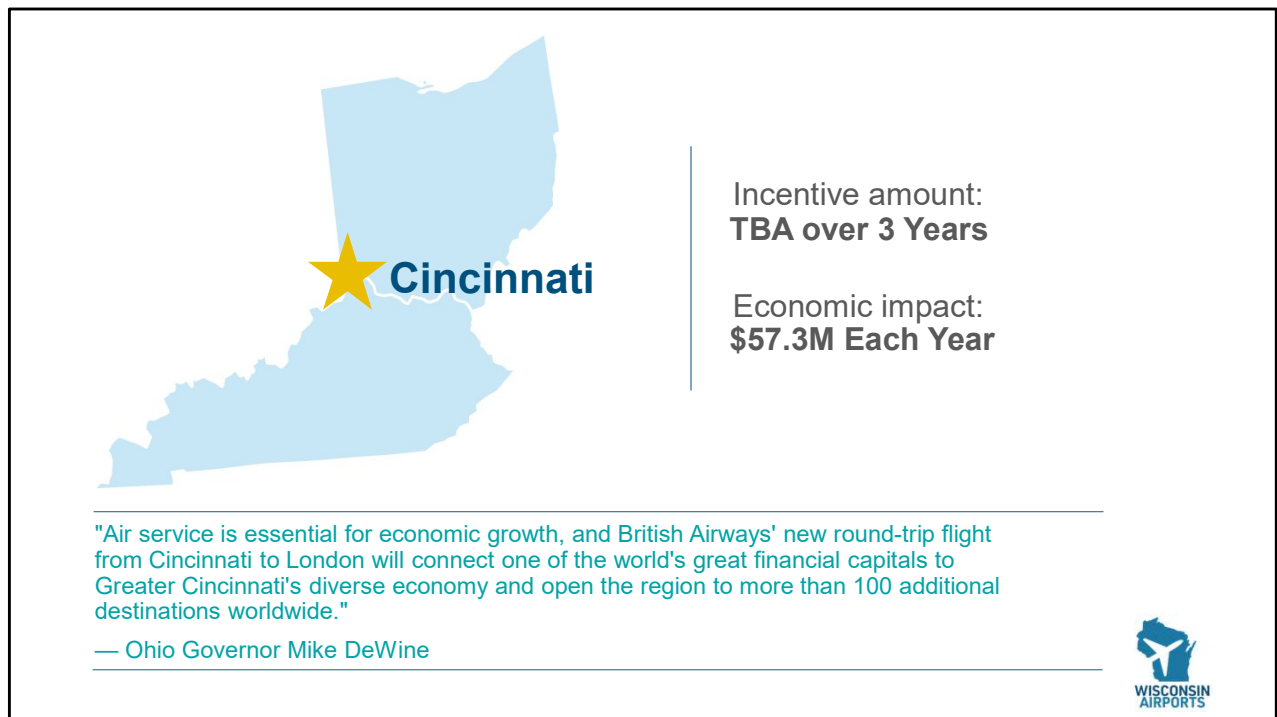 Cincinnati
Incentive amount:
TBA over 3 Years
Economic impact:
$57.3M Each Year
"Air service is essential for economic growth, and British Airways' new round-trip flight
from Cincinnati to London will connect one of the world's great financial capitals to
Greater Cincinnati's diverse economy and open the region to more than 100 additional
destinations worldwide."
— Ohio Governor Mike DeWine
WISCONSIN
AIRPORTS